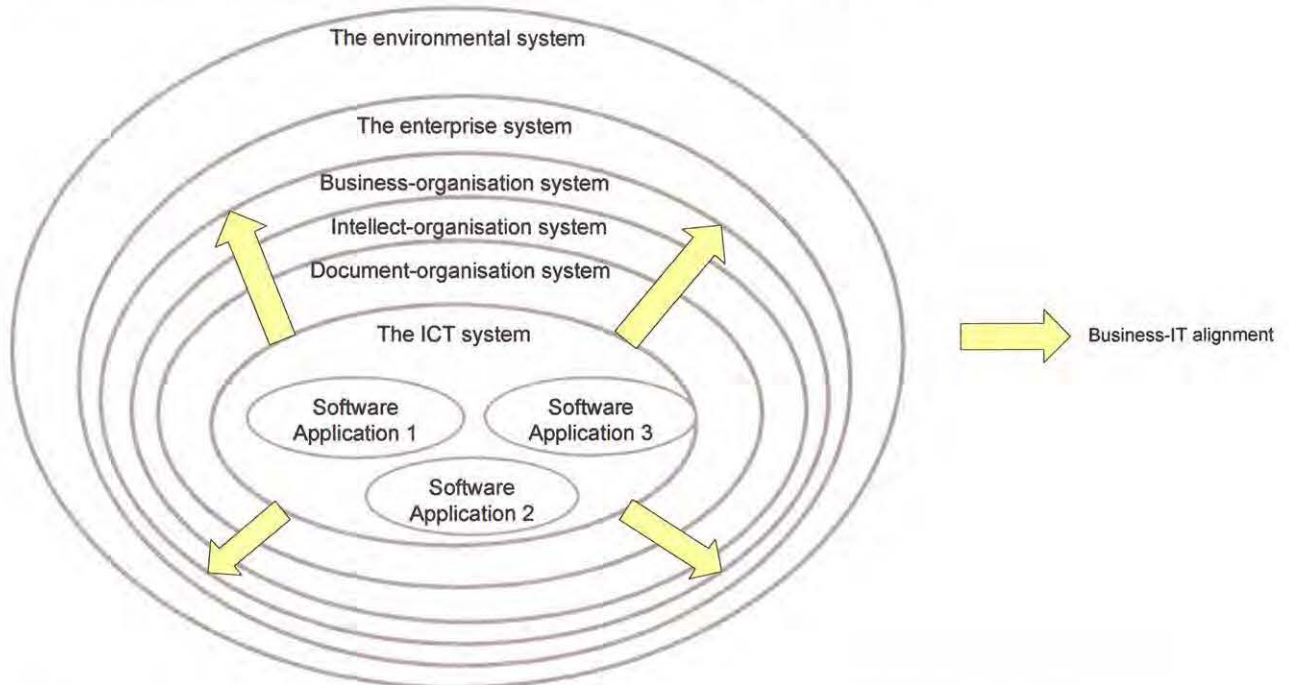 The environmental system
The enterprise system
Business-organisation system
Intellect-organisation system
Document-organisation system
The ICT system
Software
Application 1
Software
Application 3
Software
Application 2
Business-IT alignment